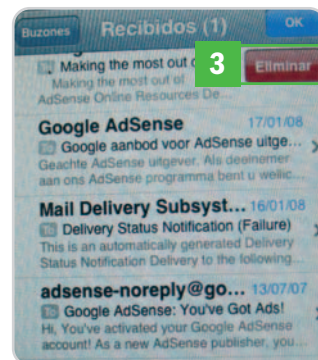 Buzones
Recibidos (1)
OK
Making the most out
3
Eliminar
Making the most out of
AdSense Online Resources De...
Google AdSense 17/01/08
To Google aanbod voor AdSense uitge...
Geachte AdSense uitgever, Als deelnemer
aan ons AdSense programma bent u wellic...
Mail Delivery Subsyst... 16/01/08
To Delivery Status Notification (Failure)
This is an automatically generated Delivery
Status Notification Delivery to the following...
adsense-noreply@go... 13/07/07
To Google AdSense: You've Got Ads!
Hi, You've activated your Google AdSense
account! As a new AdSense publisher, you...